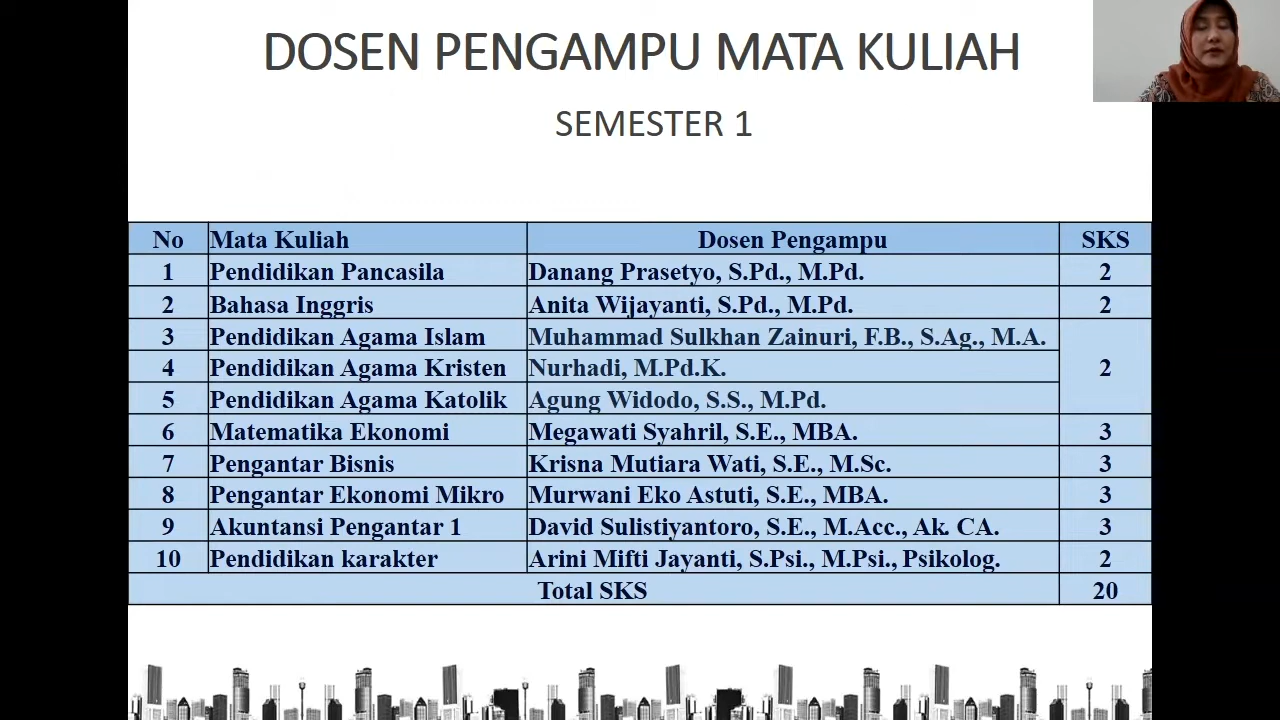 DOSEN PENGAMPU MATA KULIAH
SEMESTER 1
No Mata Kuliah Dosen Pengampu SKS
1 Pendidikan Pancasila Danang Prasetyo, S.Pd., M.Pd. 2
2 Bahasa Inggris Anita Wijayanti, S.Pd., M.Pd. 2
3 Pendidikan Agama Islam Muhammad Sulkhan Zainuri, F.B., S.Ag., M.A.
4 Pendidikan Agama Kristen Nurhadi, M.Pd.K. 2
5 Pendidikan Agama Katolik Agung Widodo, S.S., M.Pd.
6 Matematika Ekonomi Megawati Syahril, S.E., MBA. 3
7 Pengantar Bisnis Krisna Mutiara Wati, S.E., M.Sc. 3
8 Pengantar Ekonomi Mikro Murwani Eko Astuti, S.E., MBA. 3
9 Akuntansi Pengantar 1 David Sulistiyantoro, S.E., M.Acc., Ak. CA. 3
10 Pendidikan karakter Arini Mifti Jayanti, S.Psi., M.Psi., Psikolog. 2
Total SKS 20